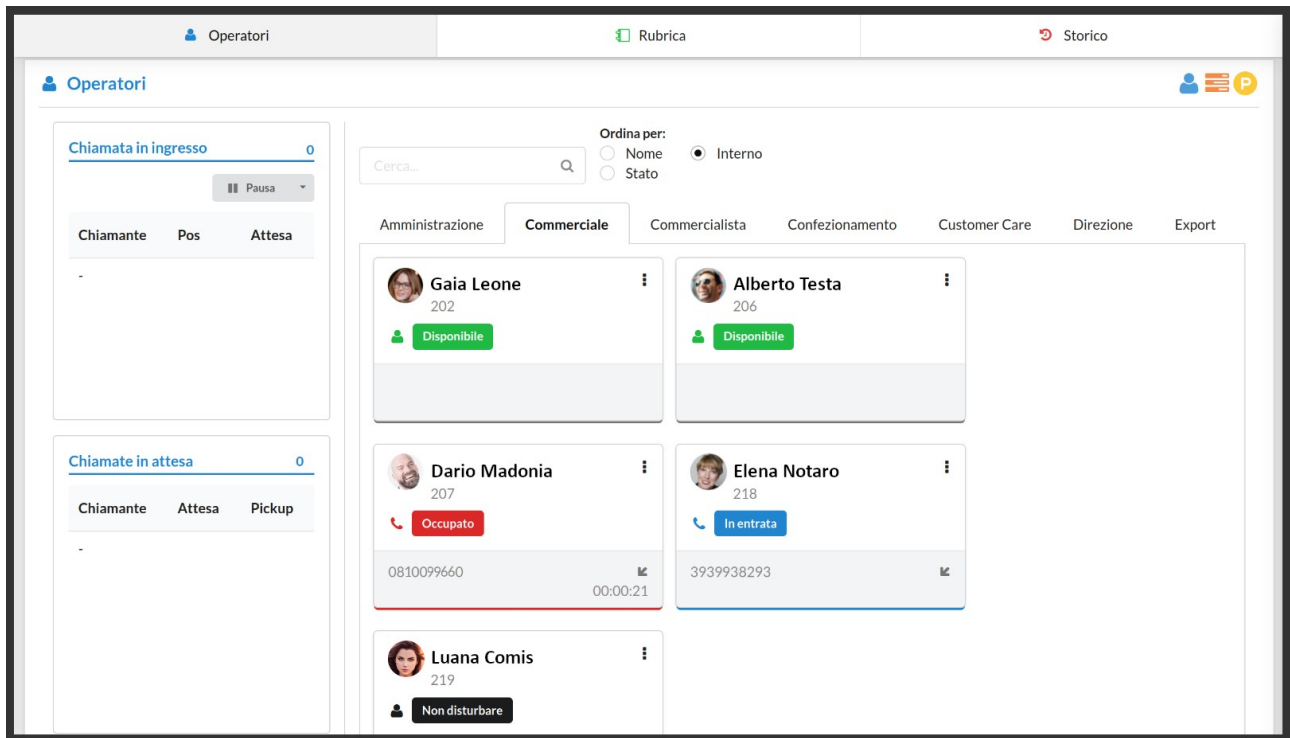 Operatori
Rubrica
Storico
Operatori
P
Chiamata in ingresso 0
Pausa
Chiamante Pos Attesa
-
Chiamate in attesa 0
Chiamante Attesa Pickup
-
Cerca...
Ordina per:
Nome Interno
Stato
Amministrazione Commerciale Commercialista Confezionamento Customer Care Direzione Export
Gaia Leone
202
Disponibile
Alberto Testa
206
Disponibile
Dario Madonia
207
Occupato
0810099660
00:00:21
Elena Notaro
218
In entrata
3939938293
Luana Comis
219
Non disturbare